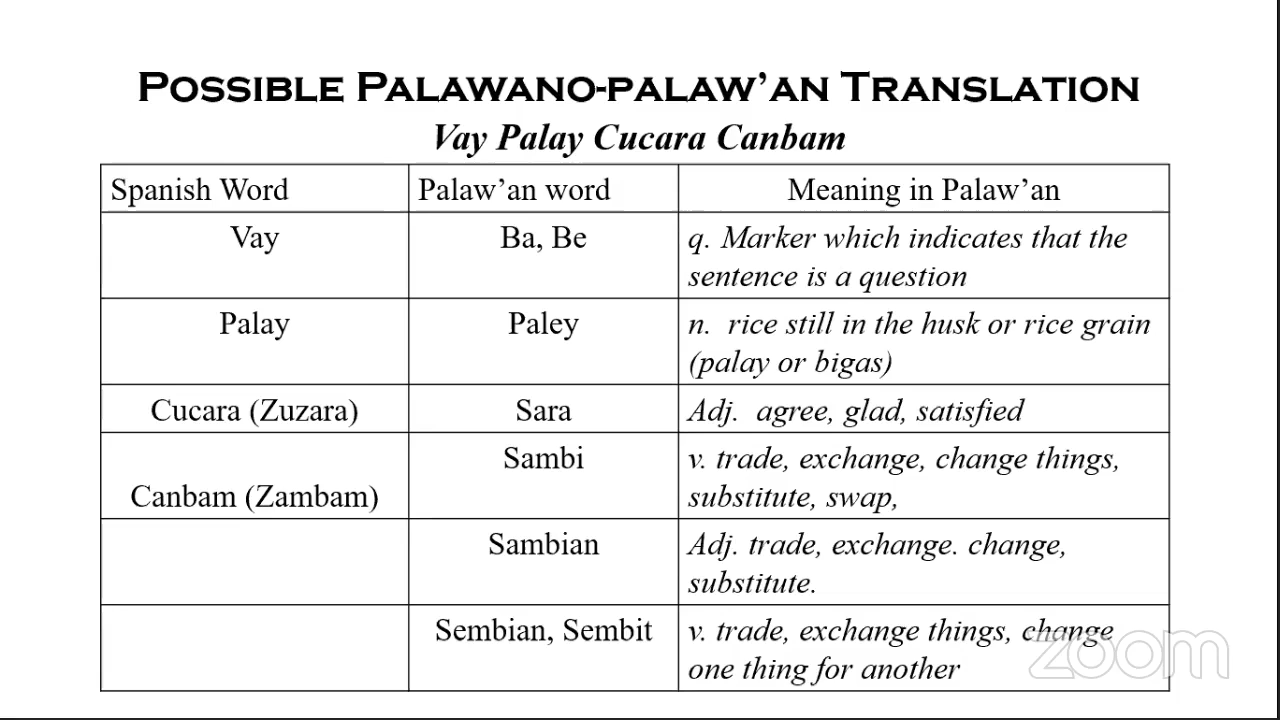 POSSIBLE PALAWANO-PALAW’AN TRANSLATION
Vay Palay Cucara Canbam
Spanish Word Palaw’an word Meaning in Palaw’an
Vay Ba, Be q. Marker which indicates that the
sentence is a question
Palay Paley n. rice still in the husk or rice grain
(palay or bigas)
Cucara (Zuzara) Sara Adj. agree, glad, satisfied
Sambi v. trade, exchange, change things,
Canbam (Zambam) substitute, swap,
Sambian Adj. trade, exchange. change,
substitute.
Sembian, Sembit v. trade, exchange things, change
one thing for another
zoom